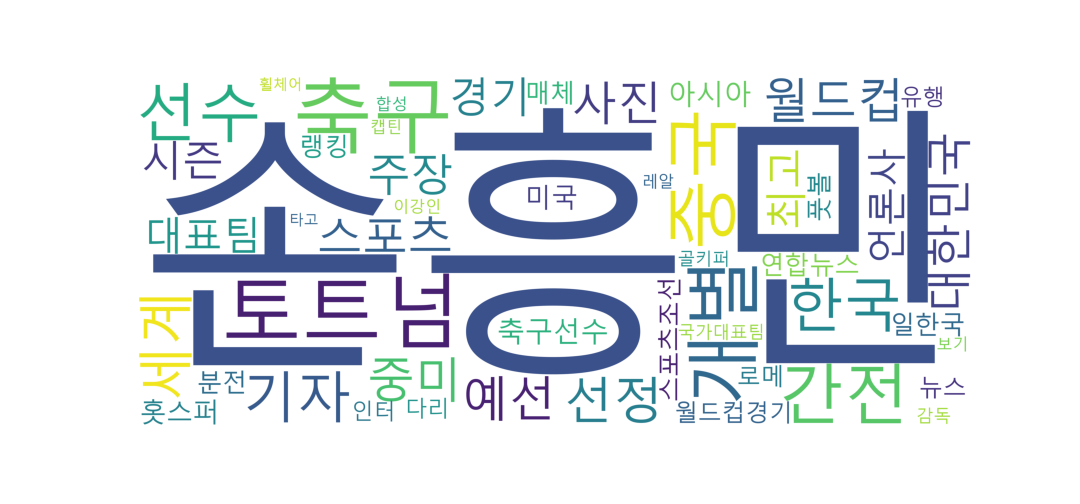 손흥민
선수
휠체어
축구
합성
캡틴
경기
매체
사진
아시아
월드컵
유행
시즌
랭킹
주장
이강인
미국
레알
중국
최고
풋볼
언론사
대한민국
대표팀
타고
스포츠
골키퍼
연합뉴스
세계
토트넘
축구선수
스포츠조선
개별
국가대표팀
한국
일한국
보기
분전
홋스퍼
기자
인터
중미
다리
예선
선정
로메
월드컵경기
간전
뉴스
감독